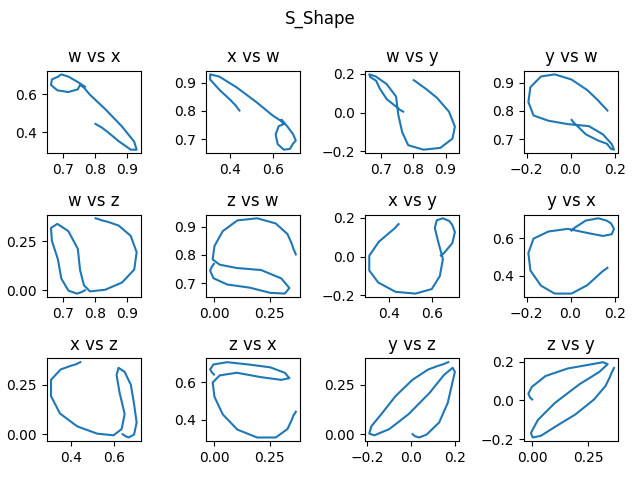 S_Shape
w vs x
x vs w
w vs y
y vs w
0.6
0.4
0.7 0.8 0.9
0.9
0.8
0.7
0.4 0.6
0.2
0.0
−0.2
0.7 0.8 0.9
0.9
0.8
0.7
−0.2 0.0 0.2
w vs z
z vs w
x vs y
y vs x
0.25
0.00
0.7 0.8 0.9
0.9
0.8
0.7
0.00 0.25
0.2
0.0
−0.2
0.4 0.6
0.6
0.4
−0.2 0.0 0.2
x vs z
z vs x
y vs z
z vs y
0.25
0.00
0.4 0.6
0.6
0.4
0.00 0.25
0.25
0.00
−0.2 0.0 0.2
0.2
0.0
−0.2
0.00 0.25